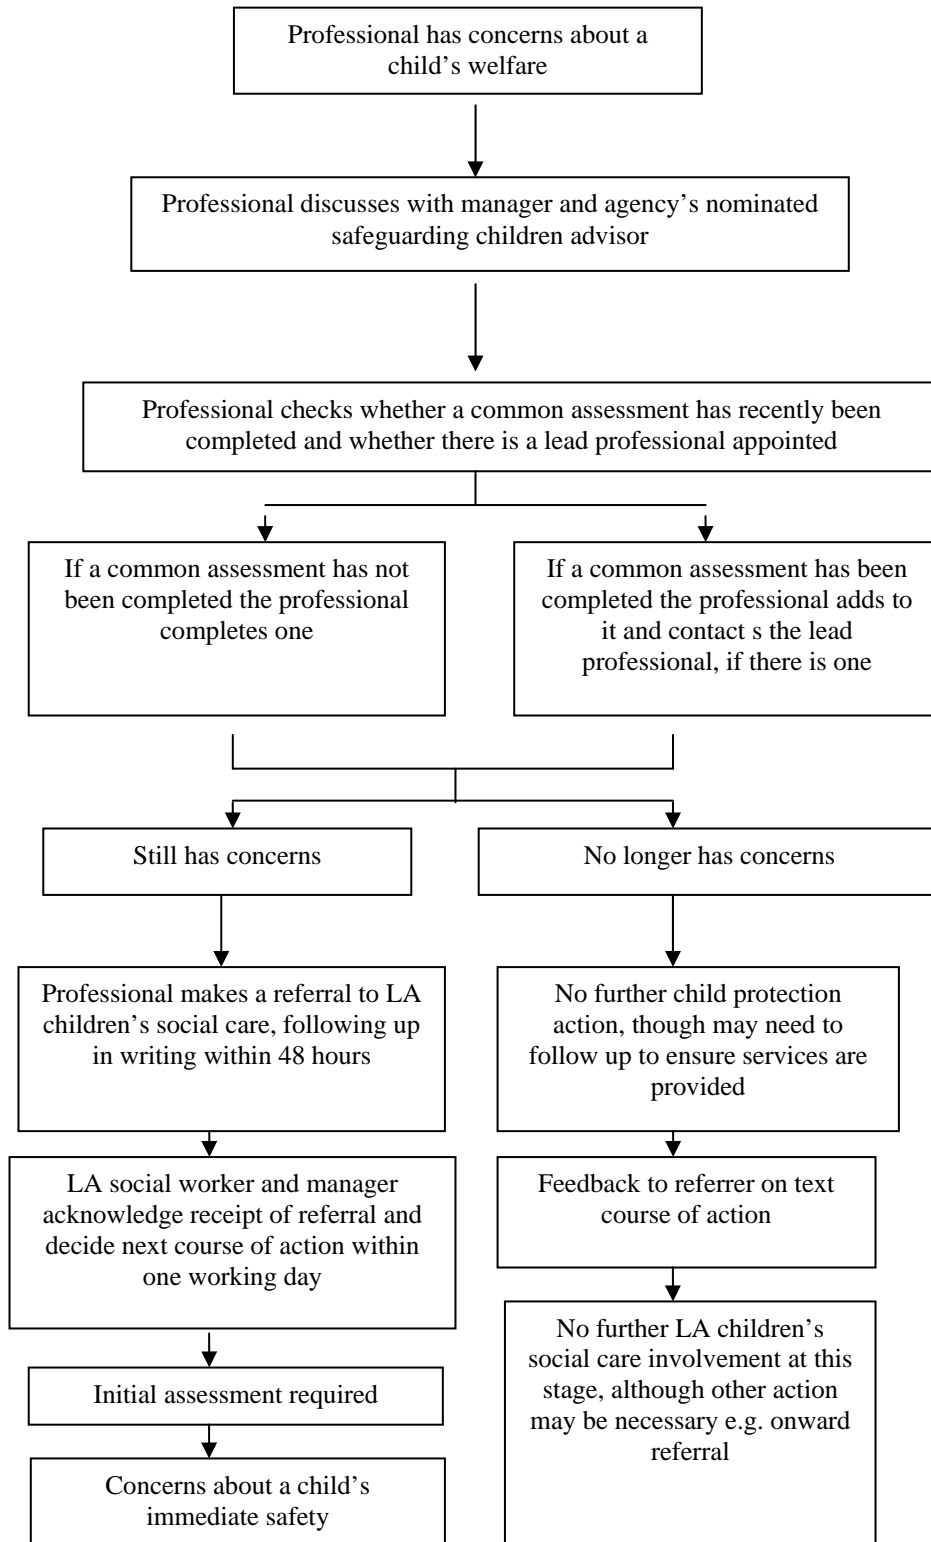 Professional has concerns about a
child's welfare
Professional discusses with manager and agency's nominated
safeguarding children advisor
Professional checks whether a common assessment has recently been
completed and whether there is a lead professional appointed
If a common assessment has not
been completed the professional
completes one
If a common assessment has been
completed the professional adds to
it and contact s the lead
professional, if there is one
Still has concerns
No longer has concerns
Professional makes a referral to LA
children's social care, following up
in writing within 48 hours
No further child protection
action, though may need to
follow up to ensure services are
provided
LA social worker and manager
acknowledge receipt of referral and
decide next course of action within
one working day
Feedback to referrer on text
course of action
Initial assessment required
No further LA children's
social care involvement at this
stage, although other action
may be necessary e.g. onward
referral
Concerns about a child's
immediate safety